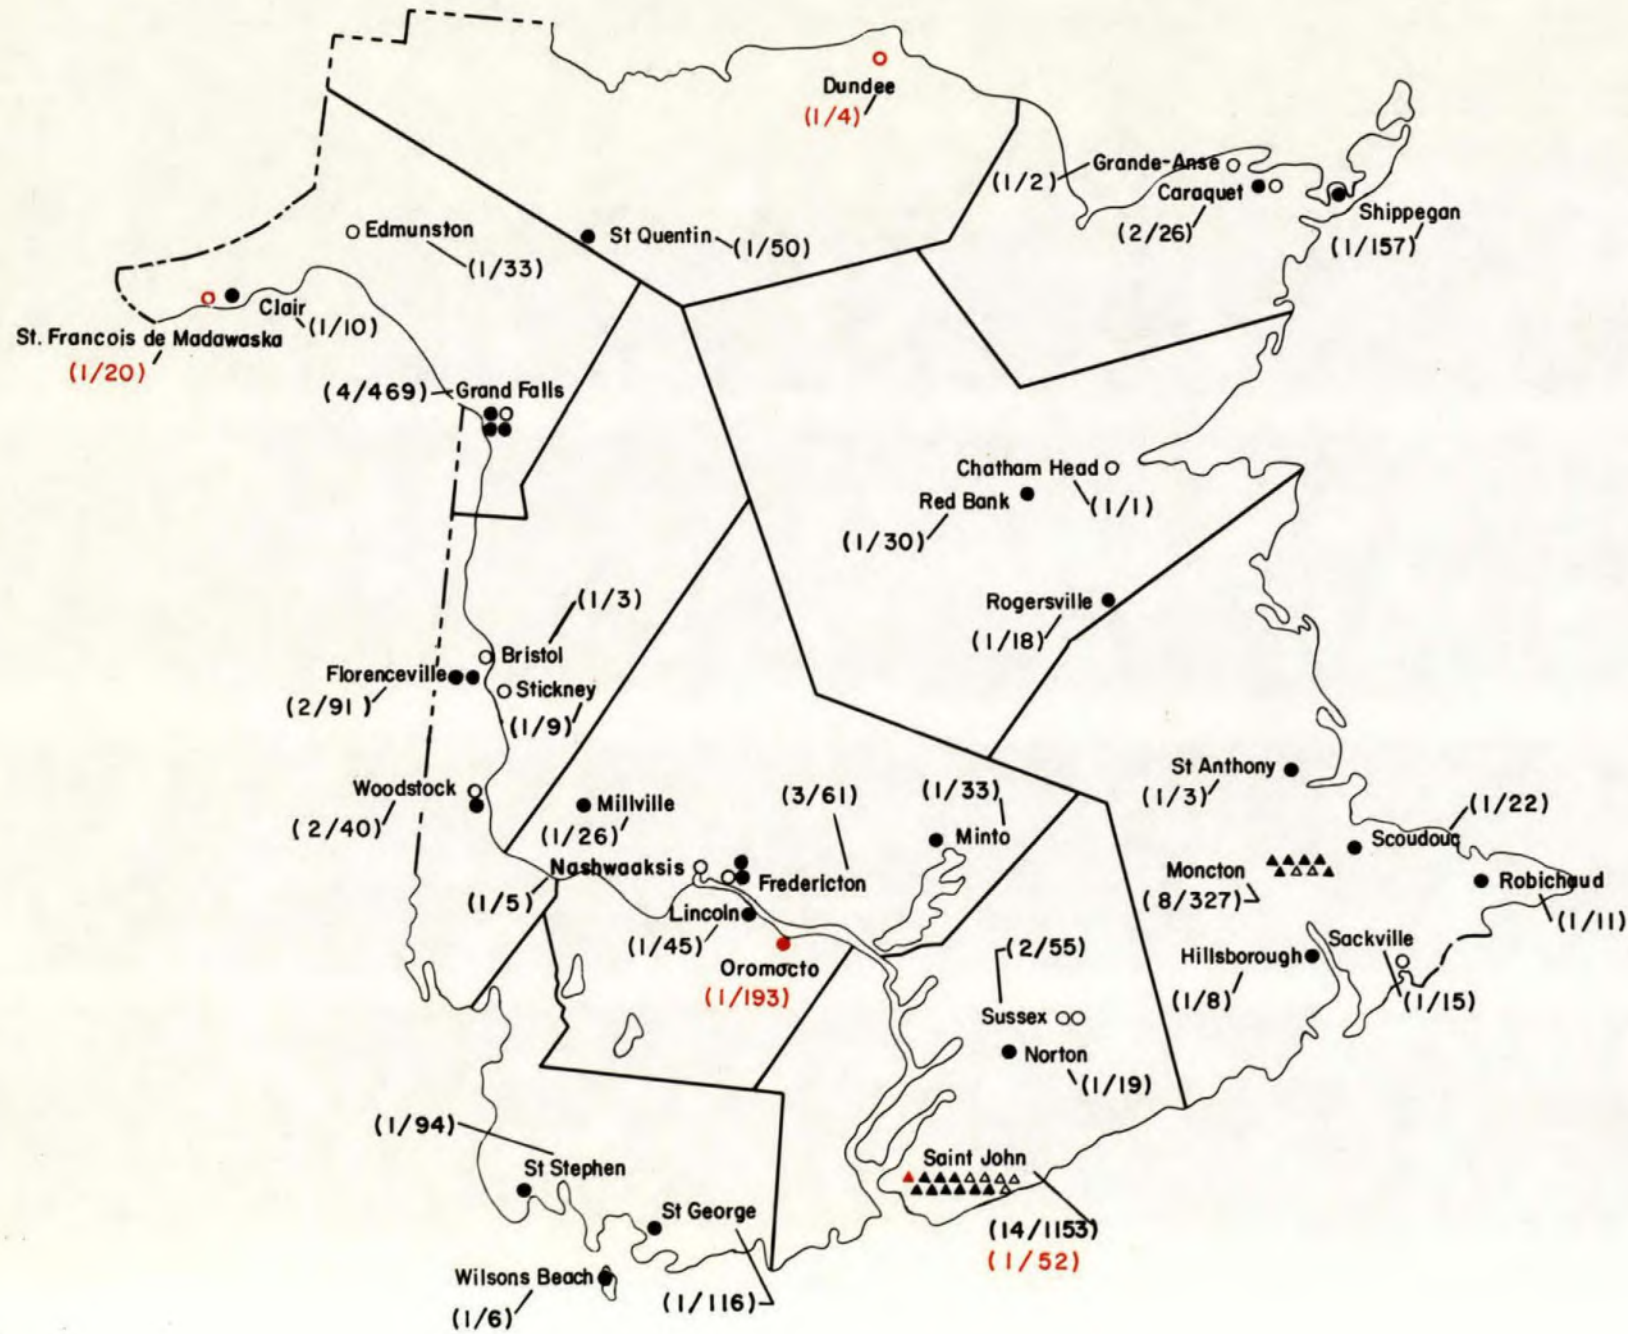 Dundee
(1/4)
Grande-Anse
(1/2)
Caraquet
(2/26)
Shippegan
(1/157)
Edmunston
(1/33)
St Quentin
(1/50)
Clair
(1/10)
St. Francois de Madawaska
(1/20)
(4/469)
Grand Falls
Chatham Head
(1/1)
Red Bank
(1/30)
Rogersville
(1/18)
(1/3)
Bristol
Florenceville
(2/91)
Stickney
(1/9)
Woodstock
(2/40)
Millville
(1/26)
(3/61)
Fredericton
(1/33)
Minto
Nashwaaksis
(1/5)
Lincoln
(1/45)
Oromocto
(1/193)
St Anthony
(1/3)
(1/22)
Scoudouc
Moncton
(8/327)
Robichaud
(1/11)
Hillsborough
(1/8)
Sackville
(1/15)
(2/55)
Sussex
Norton
(1/19)
(1/94)
St Stephen
St George
(1/116)
Wilsons Beach
(1/6)
Saint John
(14/1153)
(1/52)